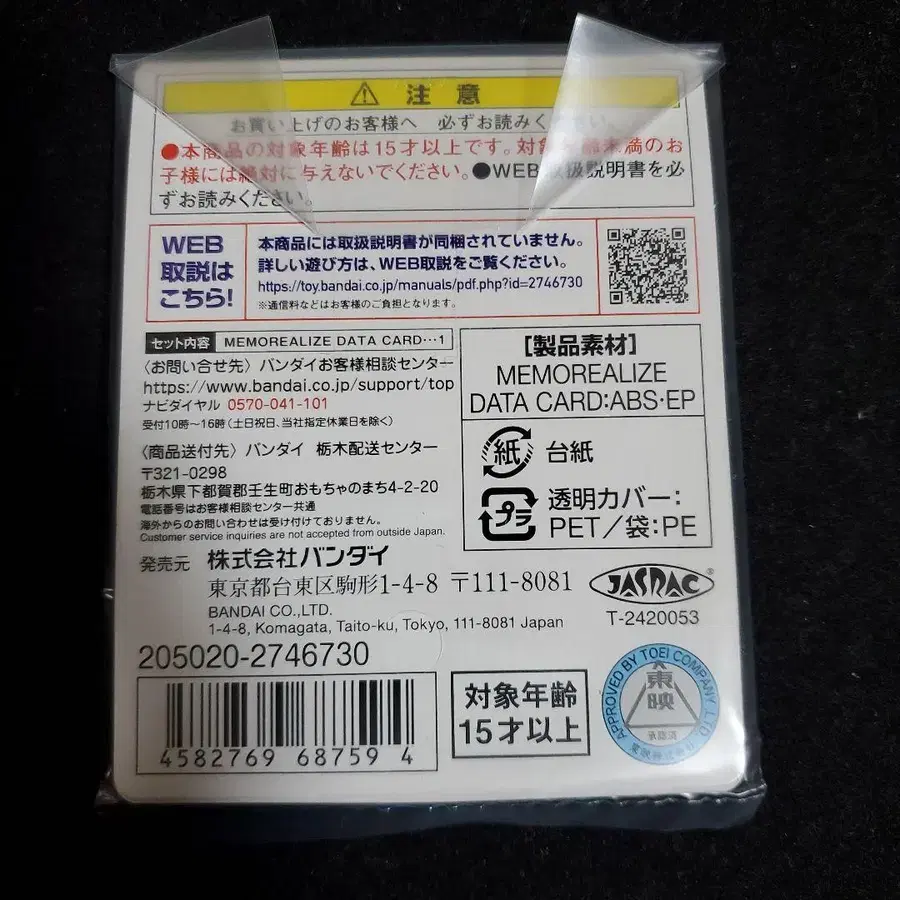 ⚠ 注意
お買い上げのお客様へ 必ずお読みください。
●本商品の対象年齢は15才以上です。対象年齢未満のお
子様には絶対に与えないでください。●WEB取扱説明書を必
ずお読みください。
WEB
取説は
こちら!
本商品には取扱説明書が同梱されていません。
詳しい遊び方は、WEB取説をご覧ください。
https://toy.bandai.co.jp/manuals/pdf.php?id=2746730
※通信料などはお客様のご負担となります。
セット内容 MEMOREALIZE DATA CARD…1
〈お問い合せ先〉バンダイお客様相談センター
https://www.bandai.co.jp/support/top
ナビダイヤル 0570-041-101
受付10時〜16時(土日祝日、当社指定休業日を除く)
〈商品送付先〉バンダイ 栃木配送センター
〒321-0298
栃木県下都賀郡壬生町おもちゃのまち4-2-20
電話番号はお客様相談センター共通
海外からのお問い合わせは受け付けておりません。
Customer service inquiries are not accepted from outside Japan.
[製品素材]
MEMOREALIZE
DATA CARD:ABS・EP
紙 台紙
プラ 透明カバー:
PET/袋:PE
発売元 株式会社バンダイ
東京都台東区駒形1-4-8 〒111-8081
BANDAI CO.,LTD.
1-4-8, Komagata, Taito-ku, Tokyo, 111-8081 Japan
JASRAC®
T-2420053
205020-2746730
4582769 68759 4
対象年齢
15才以上
APPROVED BY TOEI COMPANY, LTD.
東映
承認済
東映株式会社